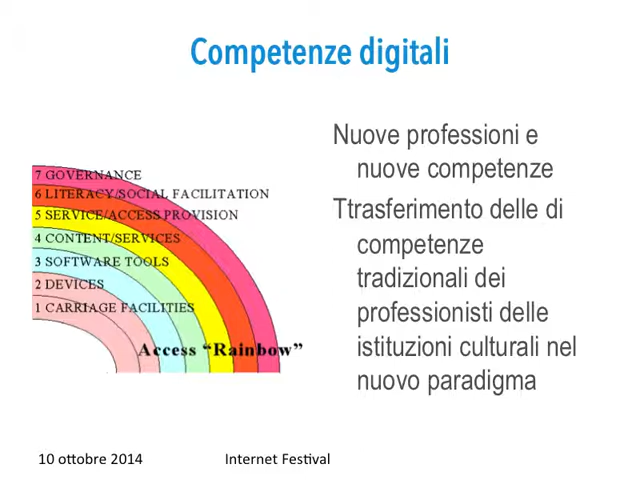 Competenze digitali
7 GOVERNANCE
6 LITERACY/SOCIAL FACILITATION
5 SERVICE/ACCESS PROVISION
4 CONTENT/SERVICES
3 SOFTWARE TOOLS
2 DEVICES
1 CARRIAGE FACILITIES
Access “Rainbow”
Nuove professioni e
nuove competenze
Ttrasferimento delle di
competenze
tradizionali dei
professionisti delle
istituzioni culturali nel
nuovo paradigma
10 ottobre 2014
Internet Festival